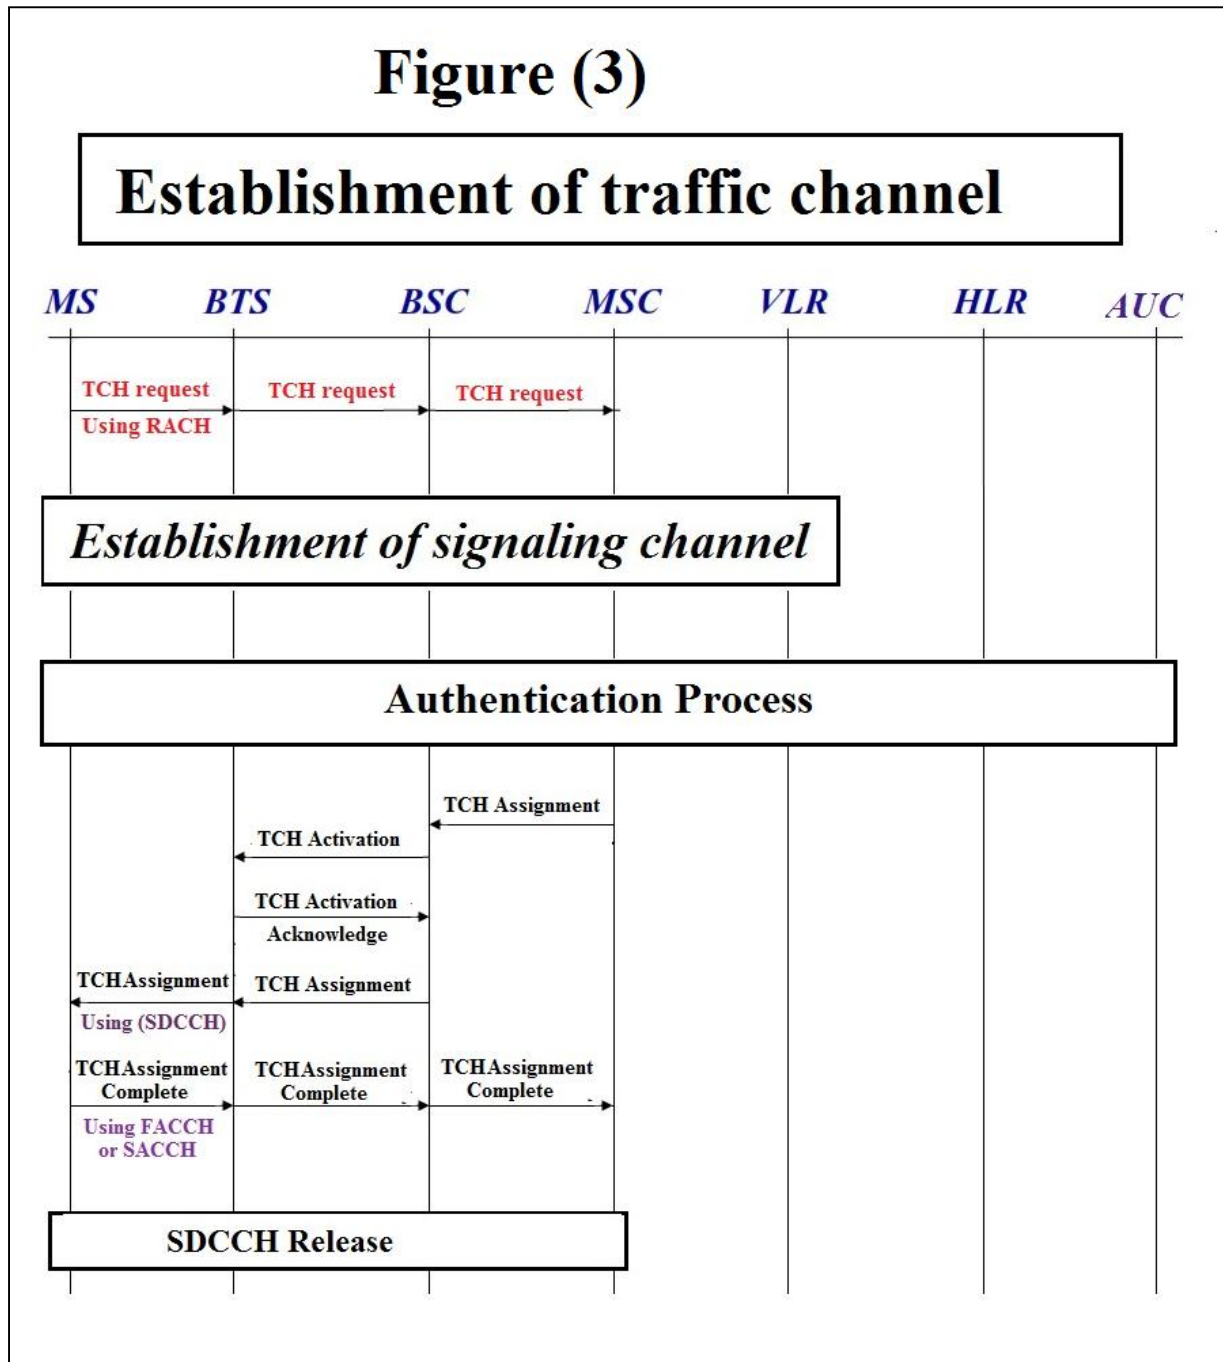 Figure (3)
Establishment of traffic channel
MS BTS BSC MSC VLR HLR AUC
TCH request TCH request TCH request
Using RACH
Establishment of signaling channel
Authentication Process
TCH Assignment
TCH Activation
TCH Activation
Acknowledge
TCHAssignment TCH Assignment
Using (SDCCH)
TCHAssignment TCHAssignment TCHAssignment
Complete Complete Complete
Using FACCH
or SACCH
SDCCH Release